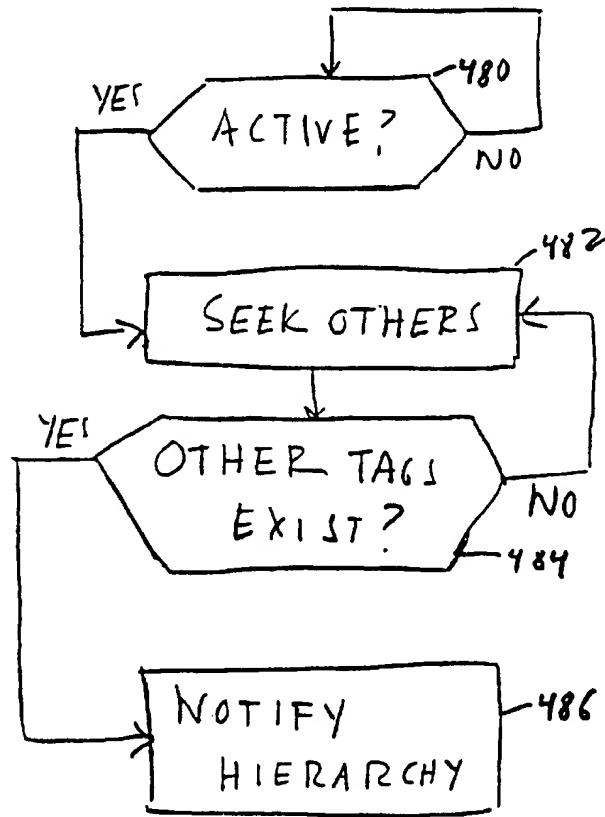 480
YES
ACTIVE?
NO
482
SEEK OTHERS
YES
OTHER TAGS
EXIST?
NO
484
NOTIFY
HIERARCHY
486